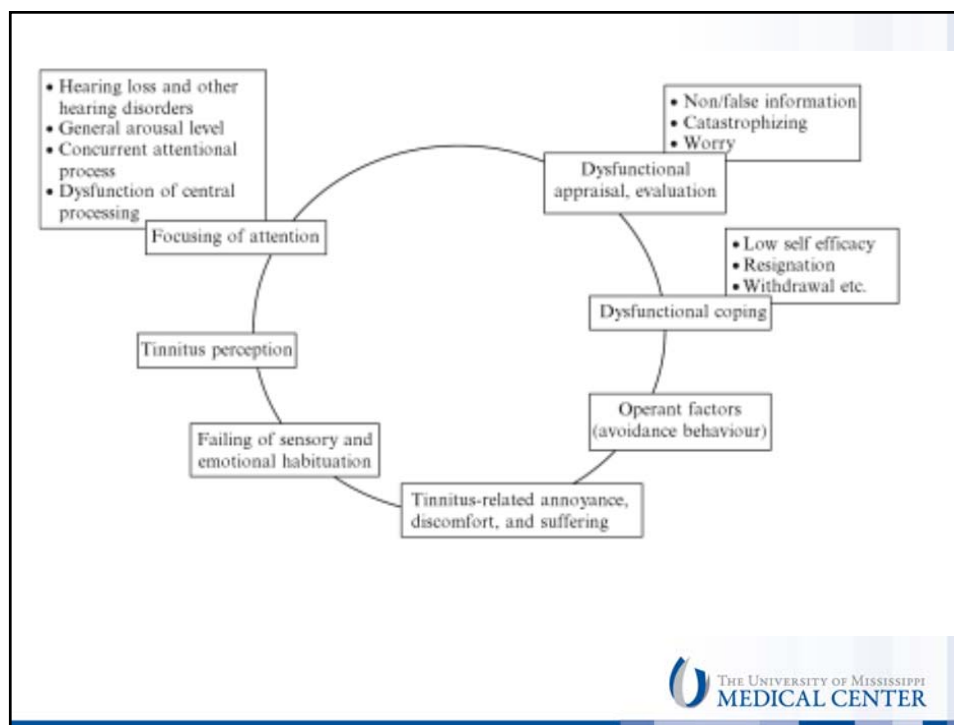 • Hearing loss and other
hearing disorders
• General arousal level
• Concurrent attentional
process
• Dysfunction of central
processing
Focusing of attention
• Non/false information
• Catastrophizing
• Worry
Dysfunctional
appraisal, evaluation
• Low self efficacy
• Resignation
• Withdrawal etc.
Dysfunctional coping
Tinnitus perception
Operant factors
(avoidance behaviour)
Failing of sensory and
emotional habituation
Tinnitus-related annoyance,
discomfort, and suffering
THE UNIVERSITY OF MISSISSIPPI
MEDICAL CENTER